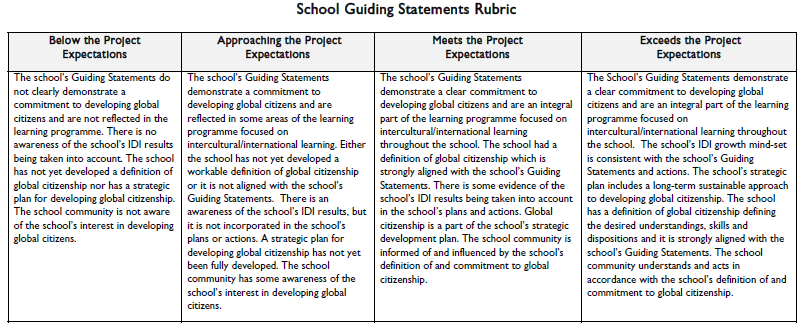 School Guiding Statements Rubric
Below the Project
Expectations
Approaching the Project
Expectations
Meets the Project
Expectations
Exceeds the Project
Expectations
The school's Guiding Statements do
not clearly demonstrate a
commitment to developing global
citizens and are not reflected in the
learning programme. There is no
awareness of the school's IDI results
being taken into account. The school
has not yet developed a definition of
global citizenship nor has a strategic
plan for developing global citizenship.
The school community is not aware
of the school's interest in developing
global citizens.
The school's Guiding Statements
demonstrate a commitment to
developing global citizens and are
reflected in some areas of the learning
programme focused on
intercultural/international learning. Either
the school has not yet developed a
workable definition of global citizenship
or it is not aligned with the school's
Guiding Statements. There is an
awareness of the school's IDI results, but
it is not incorporated in the school's
plans or actions. A strategic plan for
developing global citizenship has not yet
been fully developed. The school
community has some awareness of the
school's interest in developing global
citizens.
The school's Guiding Statements
demonstrate a clear commitment to
developing global citizens and are an integral
part of the learning programme focused on
intercultural/international learning
throughout the school. The school had a
definition of global citizenship which is
strongly aligned with the school's Guiding
Statements. There is some evidence of the
school's IDI results being taken into account
in the school's plans and actions. Global
citizenship is a part of the school's strategic
development plan. The school community is
informed of and influenced by the school's
definition of and commitment to global
citizenship.
The School's Guiding Statements demonstrate
a clear commitment to developing global
citizens and are an integral part of the learning
programme focused on
intercultural/international learning throughout
the school. The school's IDI growth mind-set
is consistent with the school's Guiding
Statements and actions. The school's strategic
plan includes a long-term sustainable approach
to developing global citizenship. The school
has a definition of global citizenship defining
the desired understandings, skills and
dispositions and it is strongly aligned with the
school's Guiding Statements. The school
community understands and acts in
accordance with the school's definition of and
commitment to global citizenship.